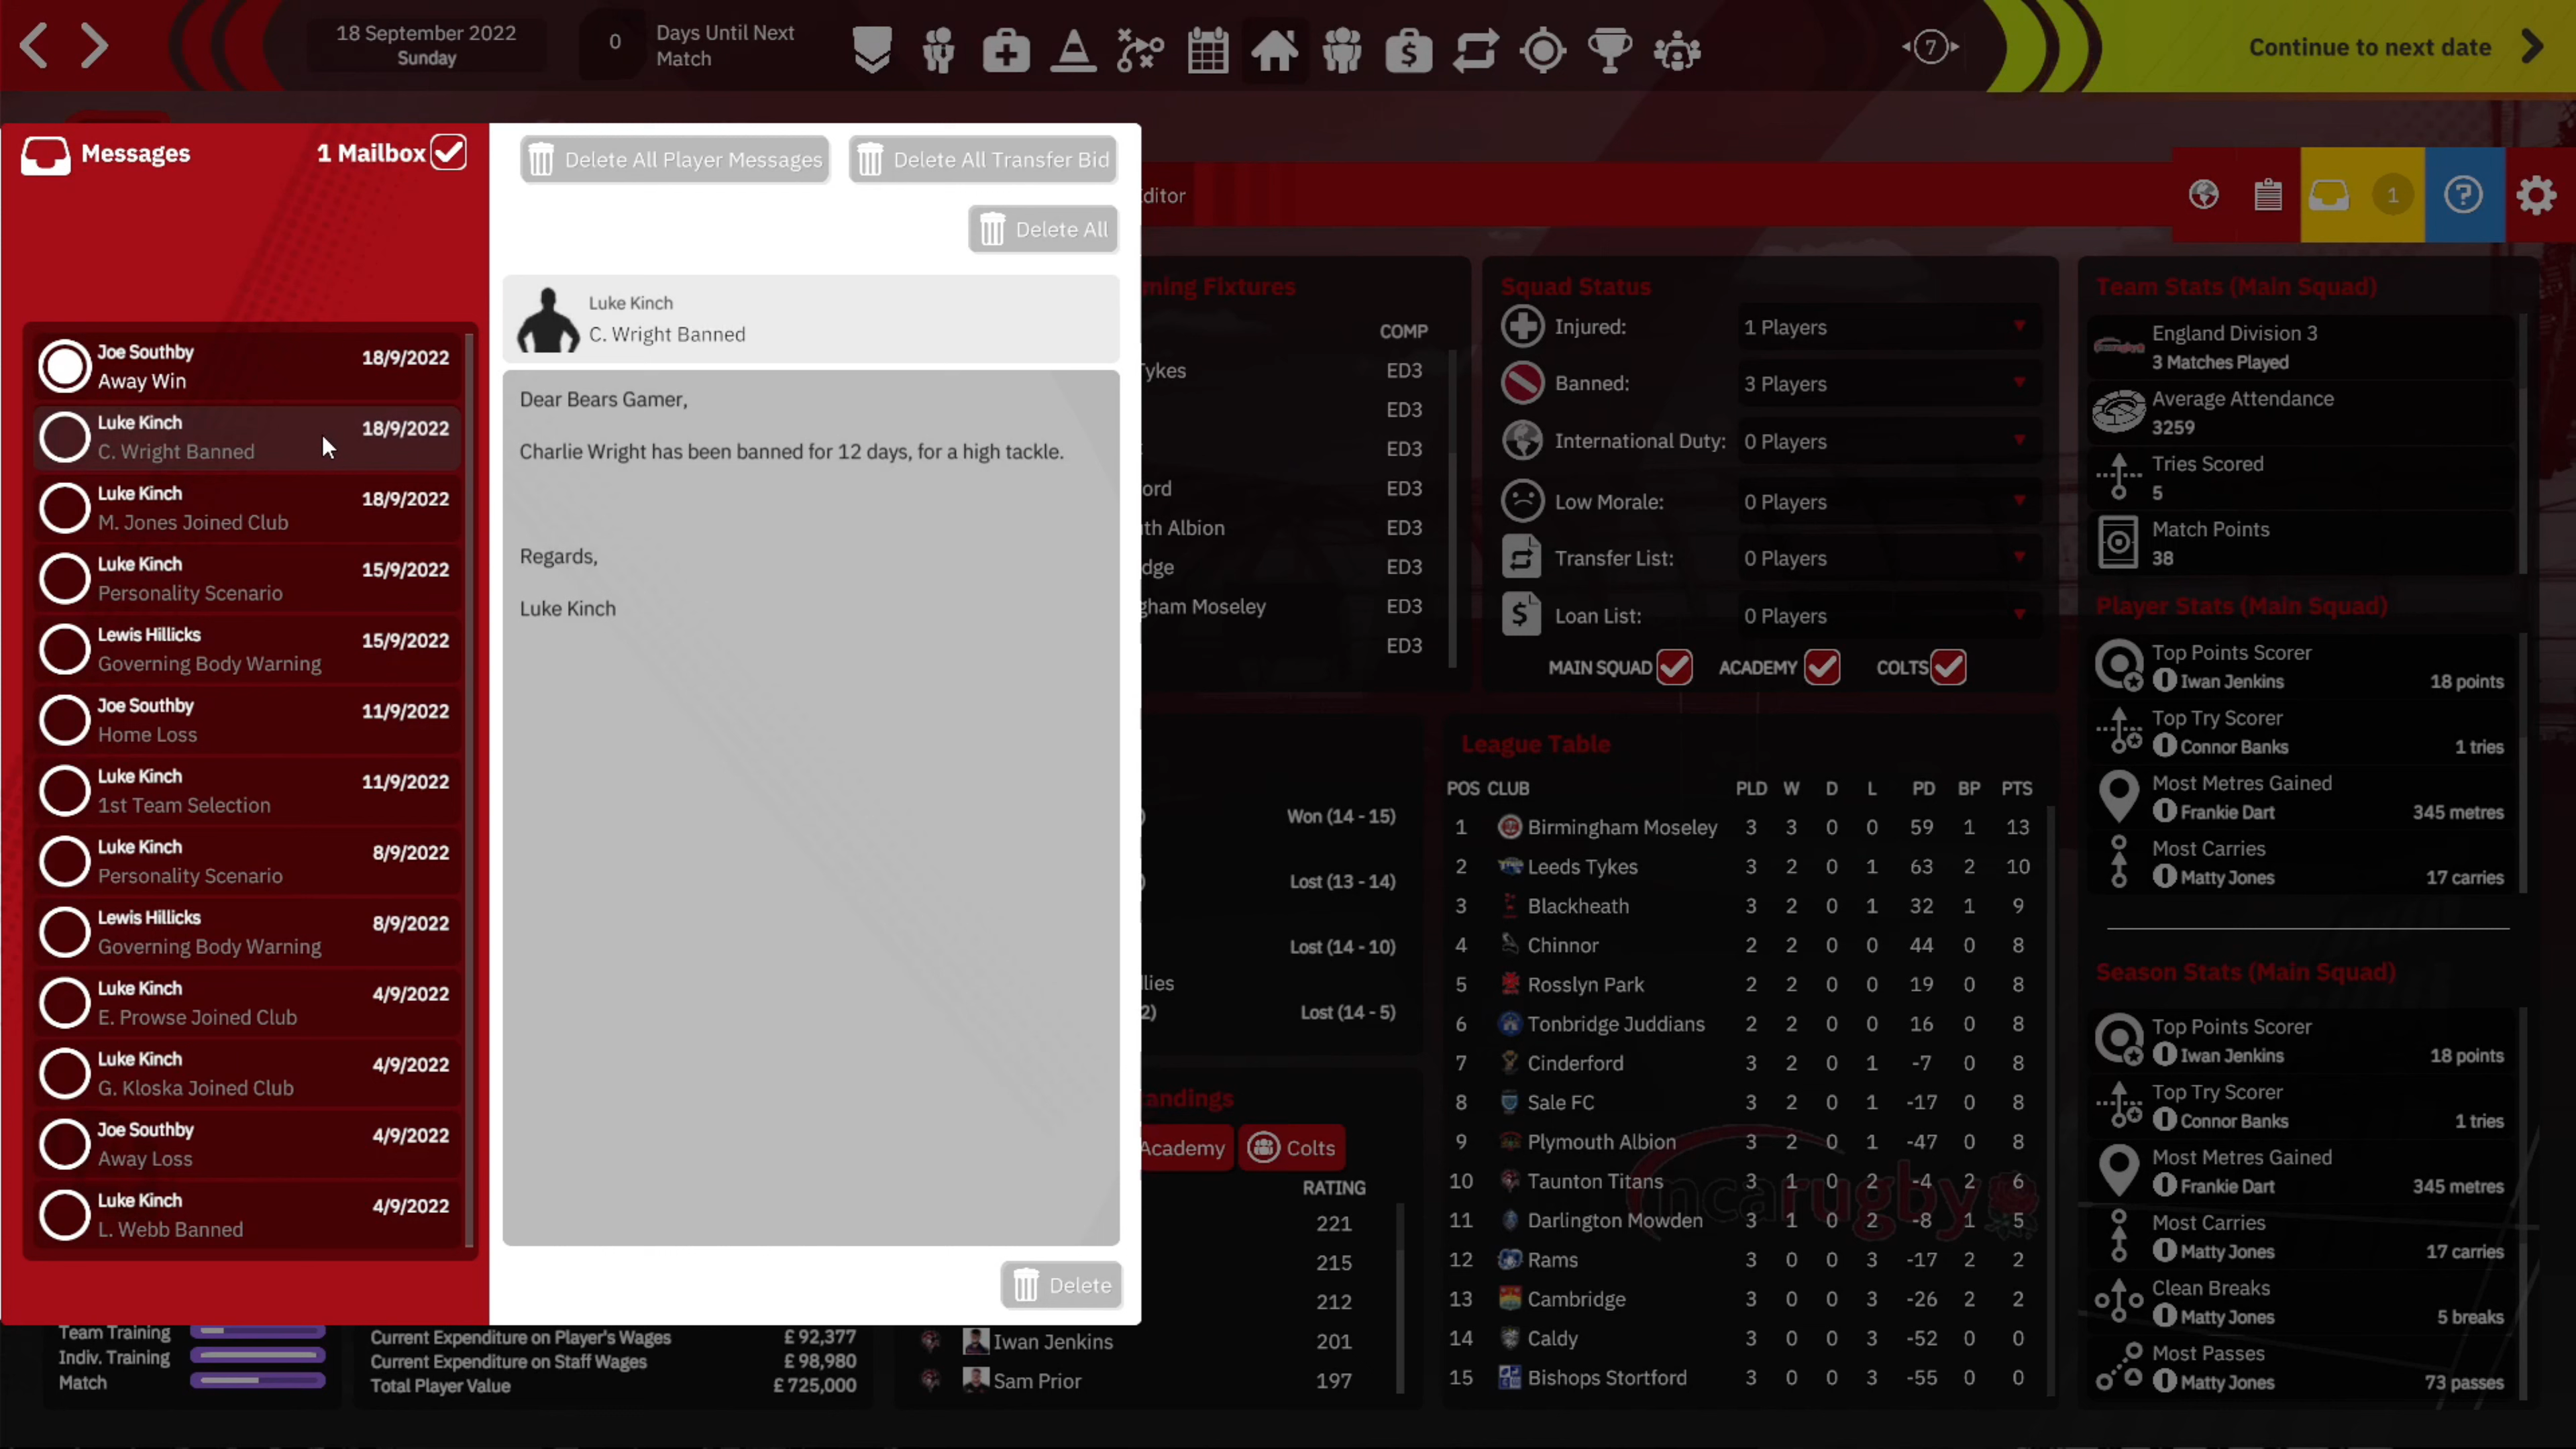 18 September 2022
Sunday
0
Days Until Next
Match
7
Continue to next date
Messages
1 Mailbox
Delete All Player Messages
Delete All Transfer Bid
Delete All
ditor
1
Luke Kinch
C. Wright Banned
Dear Bears Gamer,
Charlie Wright has been banned for 12 days, for a high tackle.
Regards,
Luke Kinch
Delete
Joe Southby 18/9/2022
Away Win
Luke Kinch 18/9/2022
C. Wright Banned
Luke Kinch 18/9/2022
M. Jones Joined Club
Luke Kinch 15/9/2022
Personality Scenario
Lewis Hillicks 15/9/2022
Governing Body Warning
Joe Southby 11/9/2022
Home Loss
Luke Kinch 11/9/2022
1st Team Selection
Luke Kinch 8/9/2022
Personality Scenario
Lewis Hillicks 8/9/2022
Governing Body Warning
Luke Kinch 4/9/2022
E. Prowse Joined Club
Luke Kinch 4/9/2022
G. Kloska Joined Club
Joe Southby 4/9/2022
Away Loss
Luke Kinch 4/9/2022
L. Webb Banned
ming Fixtures
COMP
ykes ED3
ED3
ED3
ord ED3
th Albion ED3
dge ED3
gham Moseley ED3
ED3
Squad Status
Injured: 1 Players
Banned: 3 Players
International Duty: 0 Players
Low Morale: 0 Players
Transfer List: 0 Players
Loan List: 0 Players
MAIN SQUAD ACADEMY COLTS
Team Stats (Main Squad)
England Division 3
3 Matches Played
Average Attendance
3259
Tries Scored
5
Match Points
38
Player Stats (Main Squad)
Top Points Scorer
Iwan Jenkins 18 points
Top Try Scorer
Connor Banks 1 tries
Most Metres Gained
Frankie Dart 345 metres
Most Carries
Matty Jones 17 carries
Season Stats (Main Squad)
Top Points Scorer
Iwan Jenkins 18 points
Top Try Scorer
Connor Banks 1 tries
Most Metres Gained
Frankie Dart 345 metres
Most Carries
Matty Jones 17 carries
Clean Breaks
Matty Jones 5 breaks
Most Passes
Matty Jones 73 passes
) Won (14 - 15)
) Lost (13 - 14)
Lost (14 - 10)
lies
2) Lost (14 - 5)
League Table
POS CLUB PLD W D L PD BP PTS
1 Birmingham Moseley 3 3 0 0 59 1 13
2 Leeds Tykes 3 2 0 1 63 2 10
3 Blackheath 3 2 0 1 32 1 9
4 Chinnor 2 2 0 0 44 0 8
5 Rosslyn Park 2 2 0 0 19 0 8
6 Tonbridge Juddians 2 2 0 0 16 0 8
7 Cinderford 3 2 0 1 -7 0 8
8 Sale FC 3 2 0 1 -17 0 8
9 Plymouth Albion 3 2 0 1 -47 0 8
10 Taunton Titans 3 1 0 2 -4 2 6
11 Darlington Mowden 3 1 0 2 -8 1 5
12 Rams 3 0 0 3 -17 2 2
13 Cambridge 3 0 0 3 -26 2 2
14 Caldy 3 0 0 3 -52 0 0
15 Bishops Stortford 3 0 0 3 -55 0 0
ncarugby
tandings
Academy Colts
RATING
221
215
212
Iwan Jenkins 201
Sam Prior 197
Team Training
Indiv. Training
Match
Current Expenditure on Player's Wages £ 92,377
Current Expenditure on Staff Wages £ 98,980
Total Player Value £ 725,000